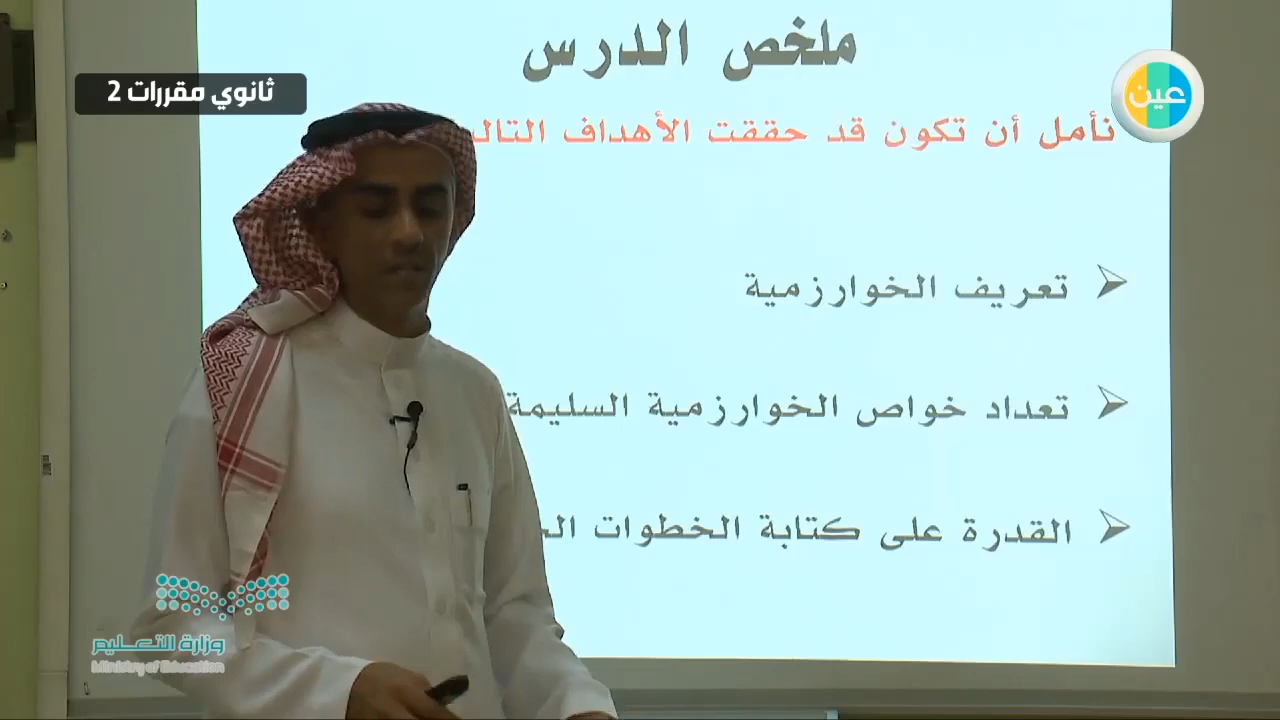 ملخص الدرس
ثانوي مقررات 2
عين
نأمل أن تكون قد حققت الأهداف
تعريف الخوارزمية
تعداد خواص الخوارزمية السليمة
القدرة على كتابة الخطوات
وزارة التعـلـيم
Ministry of Education